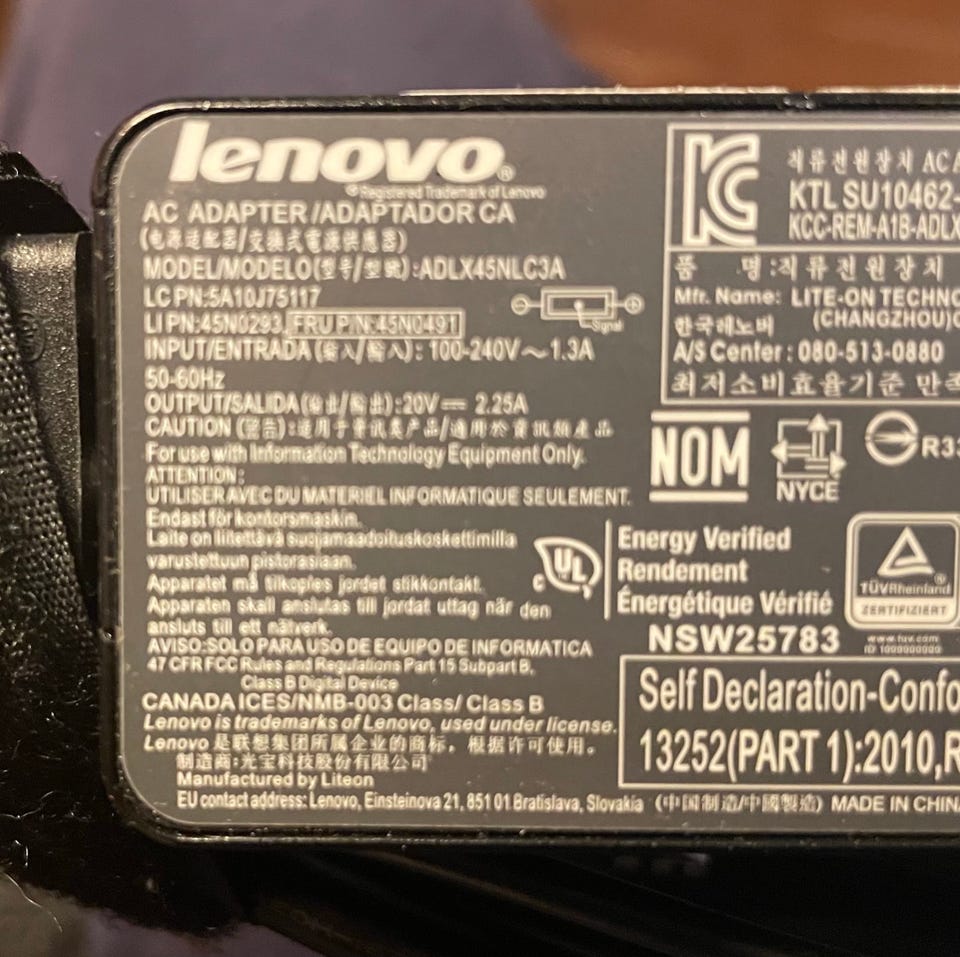 lenovo®
®Registered Trademark of Lenovo
AC ADAPTER/ADAPTADOR CA
(电源适配器/交換式電源供應器)
MODEL/MODELO(型号/型號):ADLX45NLC3A
LC PN:5A10J75117
LI PN:45N0293, FRU P/N:45N0491
Signal
INPUT/ENTRADA(输入/輸入): 100-240V~1.3A
50-60Hz
OUTPUT/SALIDA(输出/輸出):20V⎓ 2.25A
CAUTION (警告):适用于资讯类产品/適用於資訊類產品
For use with Information Technology Equipment Only.
ATTENTION:
UTILISER AVEC DU MATERIEL INFORMATIQUE SEULEMENT.
Endast för kontorsmaskin.
Laite on liitettävä suojamaadoituskoskettimilla
varustettuun pistorasiaan.
Apparatet må tilkoples jordet stikkontakt.
Apparaten skall anslutas till jordat uttag när den
ansluts till ett nätverk.
AVISO:SOLO PARA USO DE EQUIPO DE INFORMATICA
47 CFR FCC Rules and Regulations Part 15 Subpart B,
Class B Digital Device
CANADA ICES/NMB-003 Class/ Class B
Lenovo is trademarks of Lenovo, used under license.
Lenovo 是联想集团所属企业的商标，根据许可使用。
制造商:光宝科技股份有限公司
Manufactured by Liteon
EU contact address: Lenovo, Einsteinova 21, 851 01 Bratislava, Slovakia (中国制造/中國製造) MADE IN CHIN
직류전원장치 AC A
KTL SU10462-
KCC-REM-A1B-ADLX
품 명:직류전원장치
Mfr. Name: LITE-ON TECHNO
(CHANGZHOU)C
한국레노버
A/S Center : 080-513-0880
최저소비효율기준 만족
NOM
NYCE
R33
c UL
Energy Verified
Rendement
Énergétique Vérifié
NSW25783
TÜVRheinland®
ZERTIFIZIERT
www.tuv.com
Self Declaration-Confo
13252(PART 1):2010,R